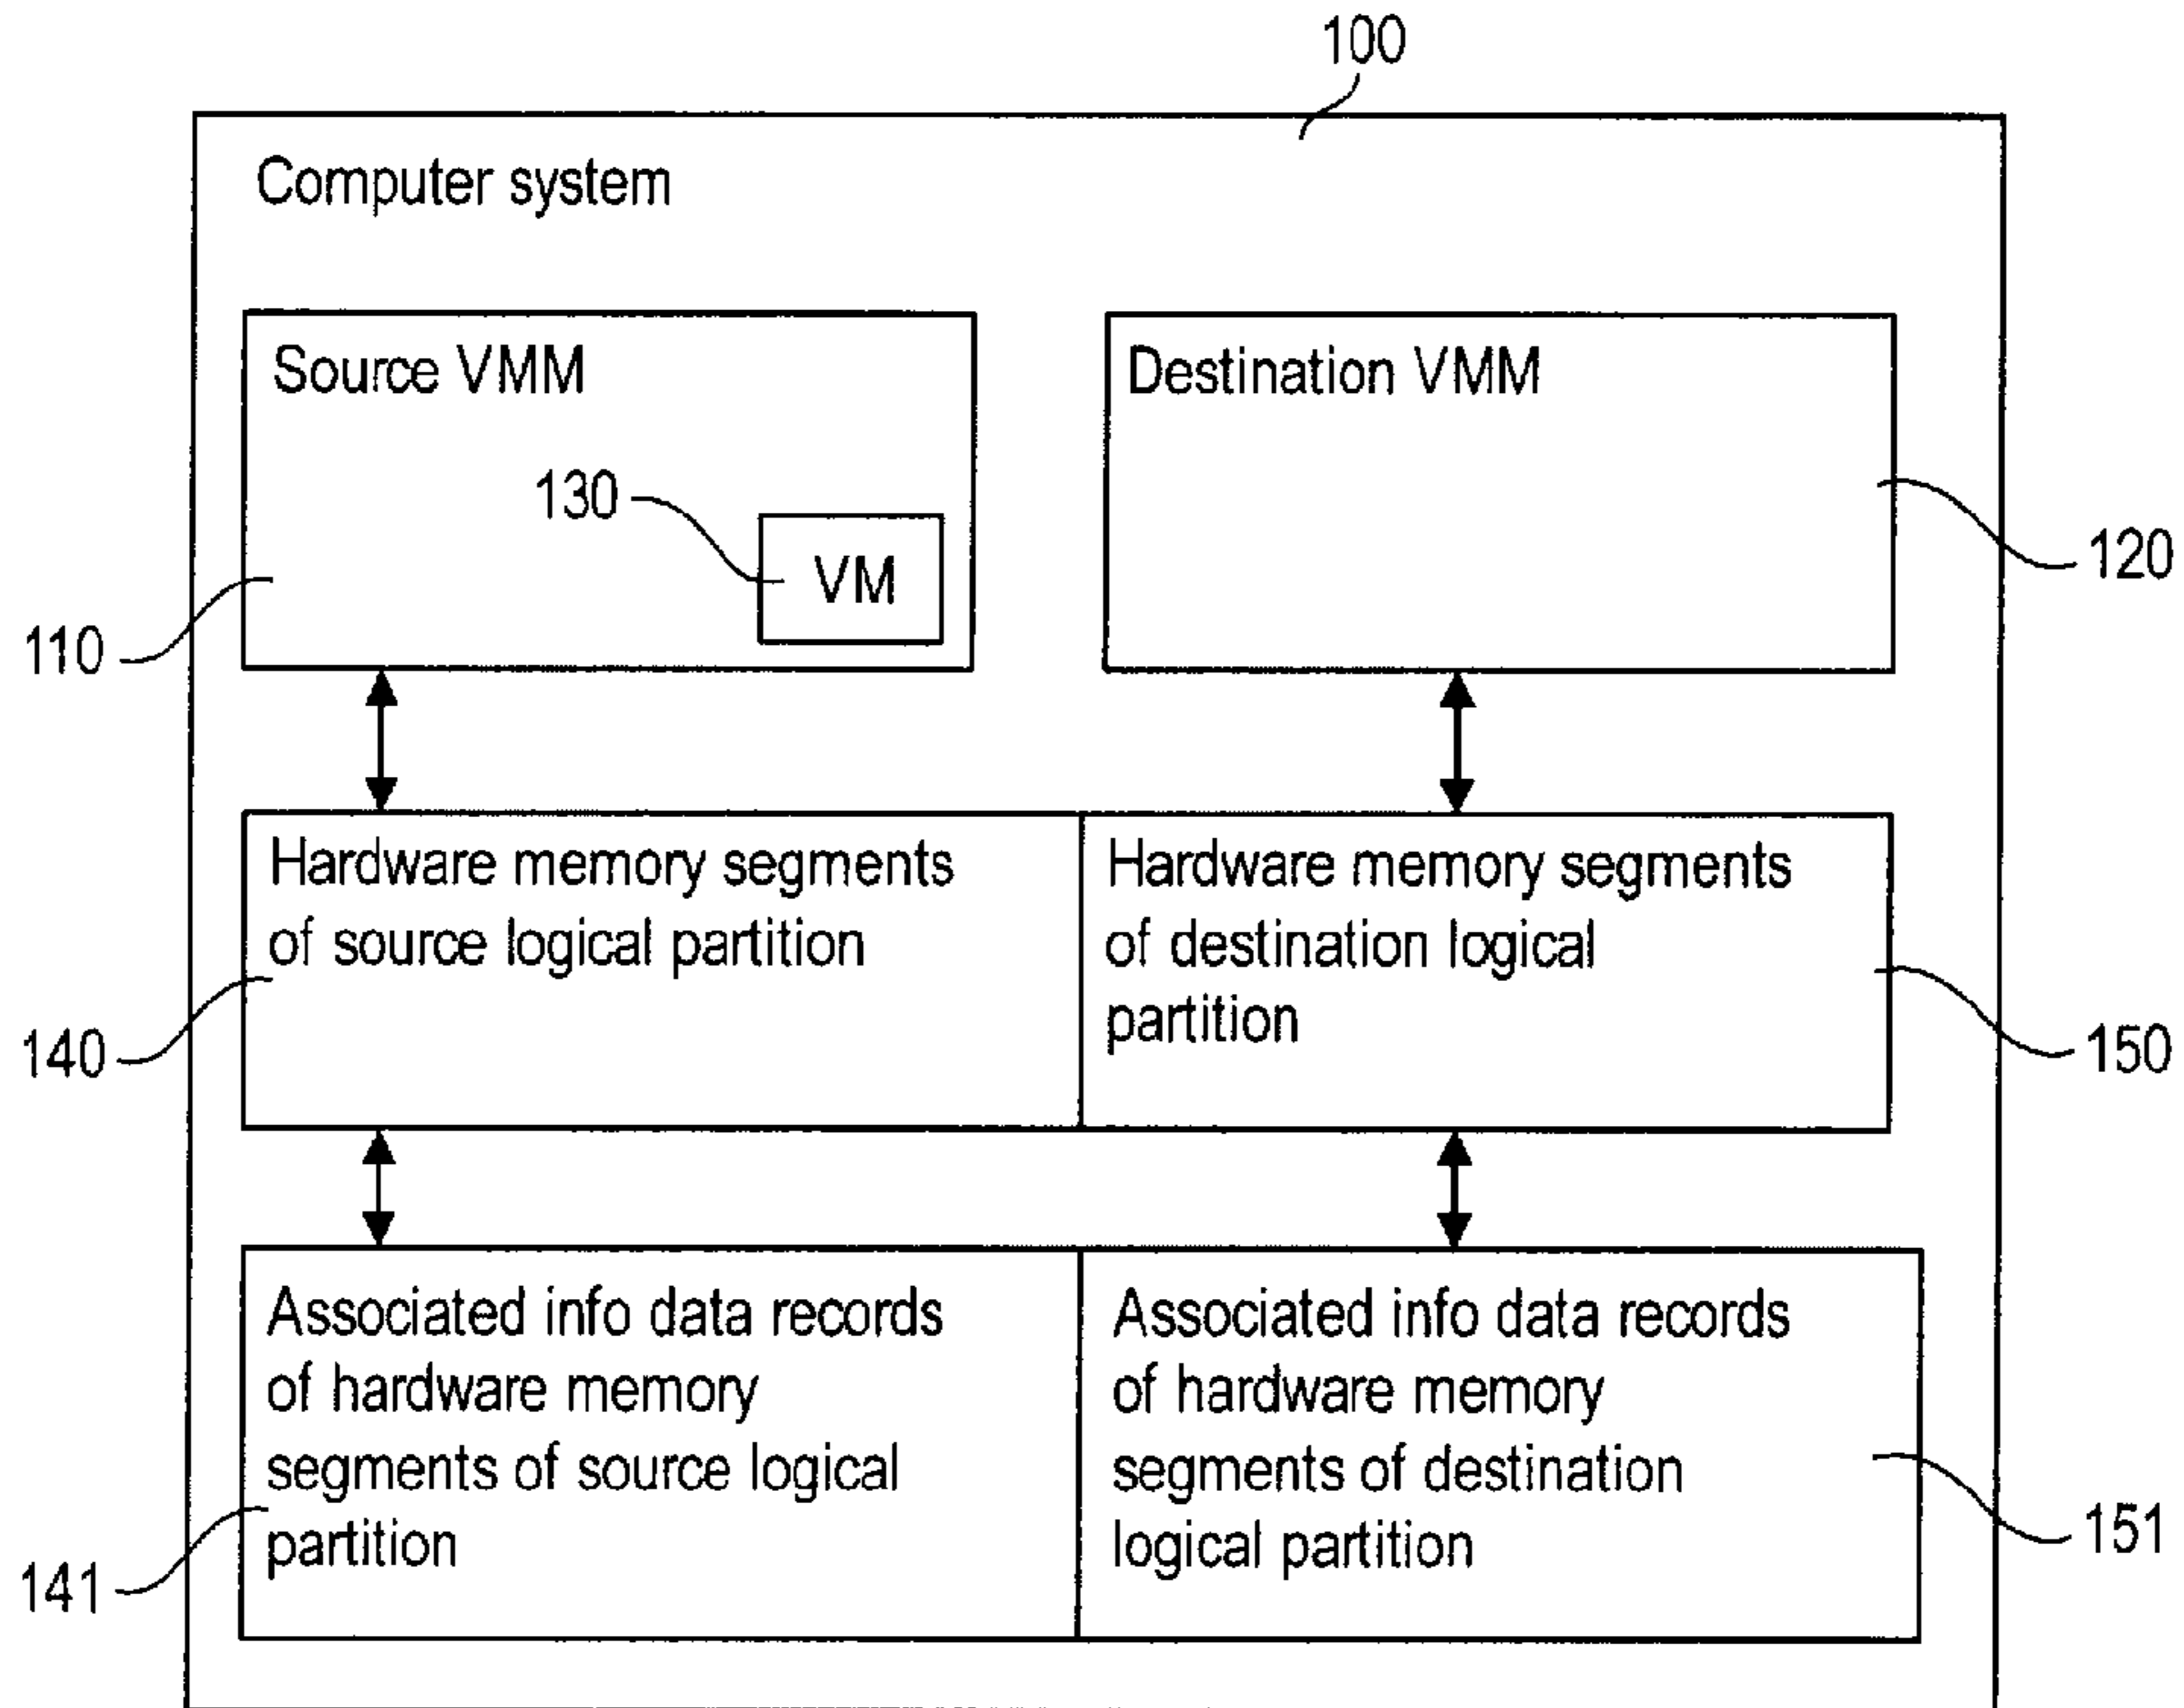 100
Computer system
Source VMM
Destination VMM
130
VM
120
110
Hardware memory segments
of source logical partition
Hardware memory segments
of destination logical
partition
140
150
Associated info data records
of hardware memory
segments of source logical
partition
Associated info data records
of hardware memory
segments of destination
logical partition
141
151